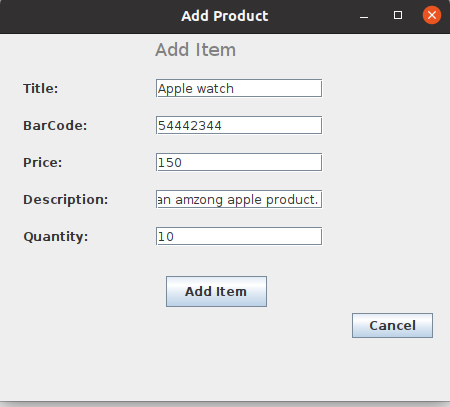 Add Product
Add Item
Title: Apple watch
BarCode: 54442344
Price: 150
Description: an amzong apple product.
Quantity: 10
Add Item
Cancel